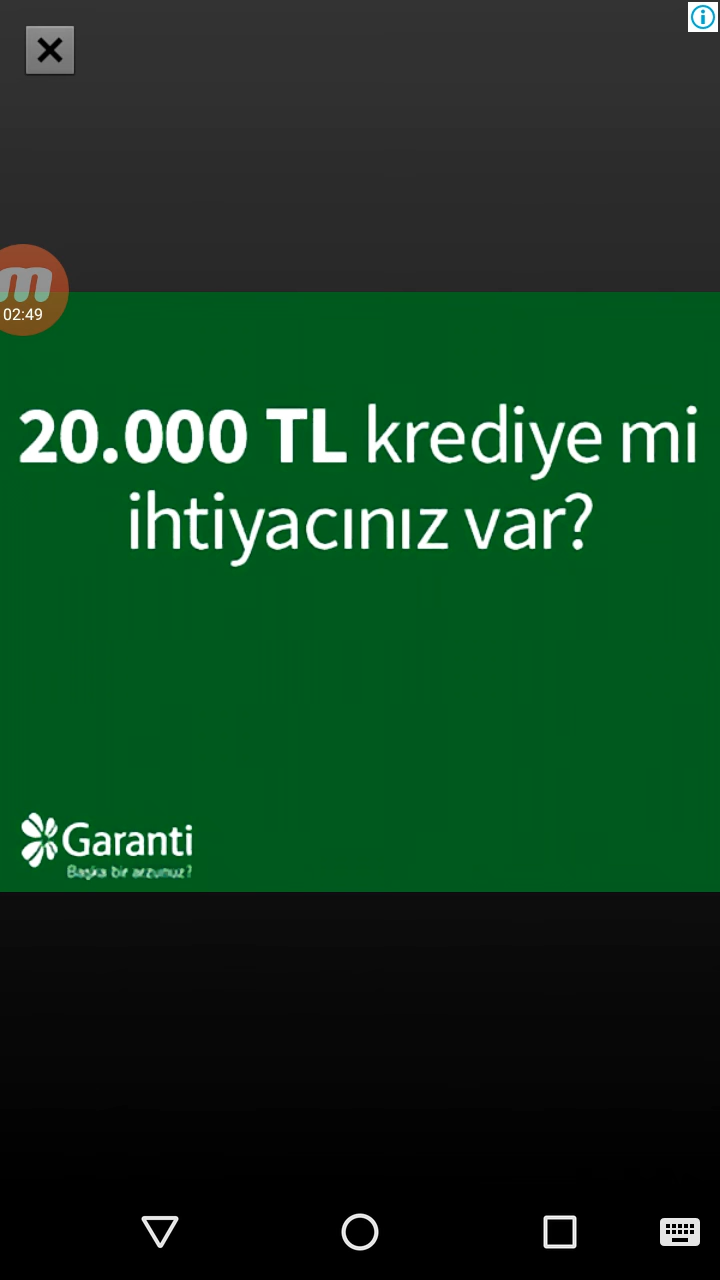 02:49
20.000 TL krediye mi
ihtiyacınız var?
Garanti
Başka bir arzunuz?